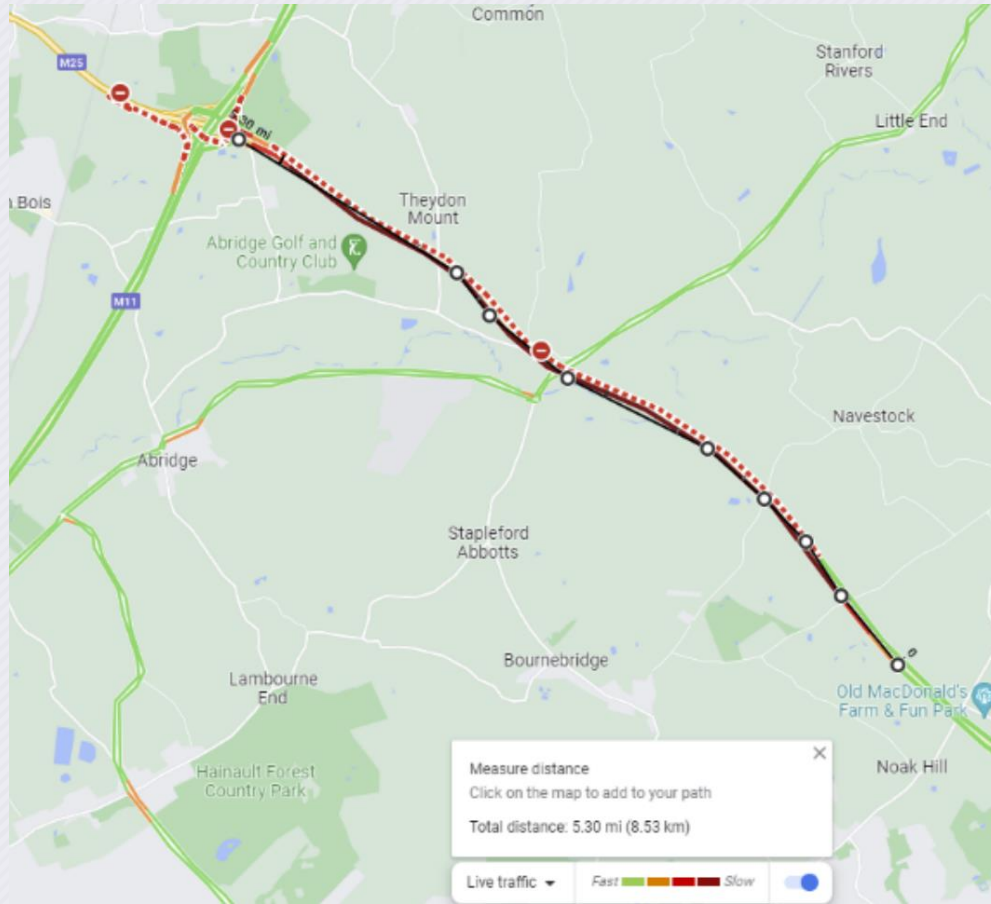 Common
Stanford
Rivers
M25
Little End
5.30 mi
Theydon
Mount
Bois
Abridge Golf and
Country Club
M11
Navestock
Abridge
Stapleford
Abbotts
0
Bournebridge
Lambourne
End
Old MacDonald's
Farm & Fun Park
Noak Hill
Hainault Forest
Country Park
Measure distance
Click on the map to add to your path
Total distance: 5.30 mi (8.53 km)
Live traffic
Fast
Slow